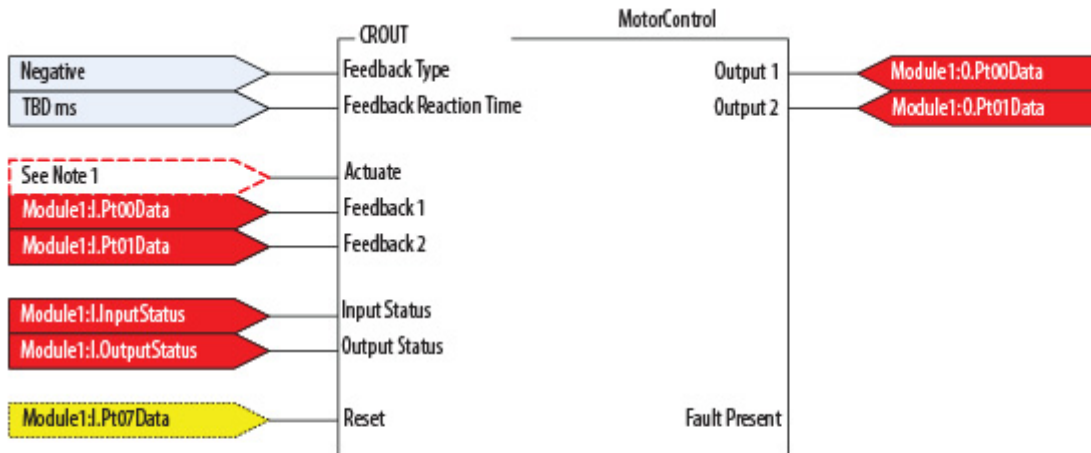 MotorControl
CROUT
Negative
Feedback Type
Output 1
Module1:O.Pt00Data
TBD ms
Feedback Reaction Time
Output 2
Module1:O.Pt01Data
See Note 1
Actuate
Module1:I.Pt00Data
Feedback 1
Module1:I.Pt01Data
Feedback 2
Module1:I.InputStatus
Input Status
Module1:I.OutputStatus
Output Status
Module1:I.Pt07Data
Reset
Fault Present